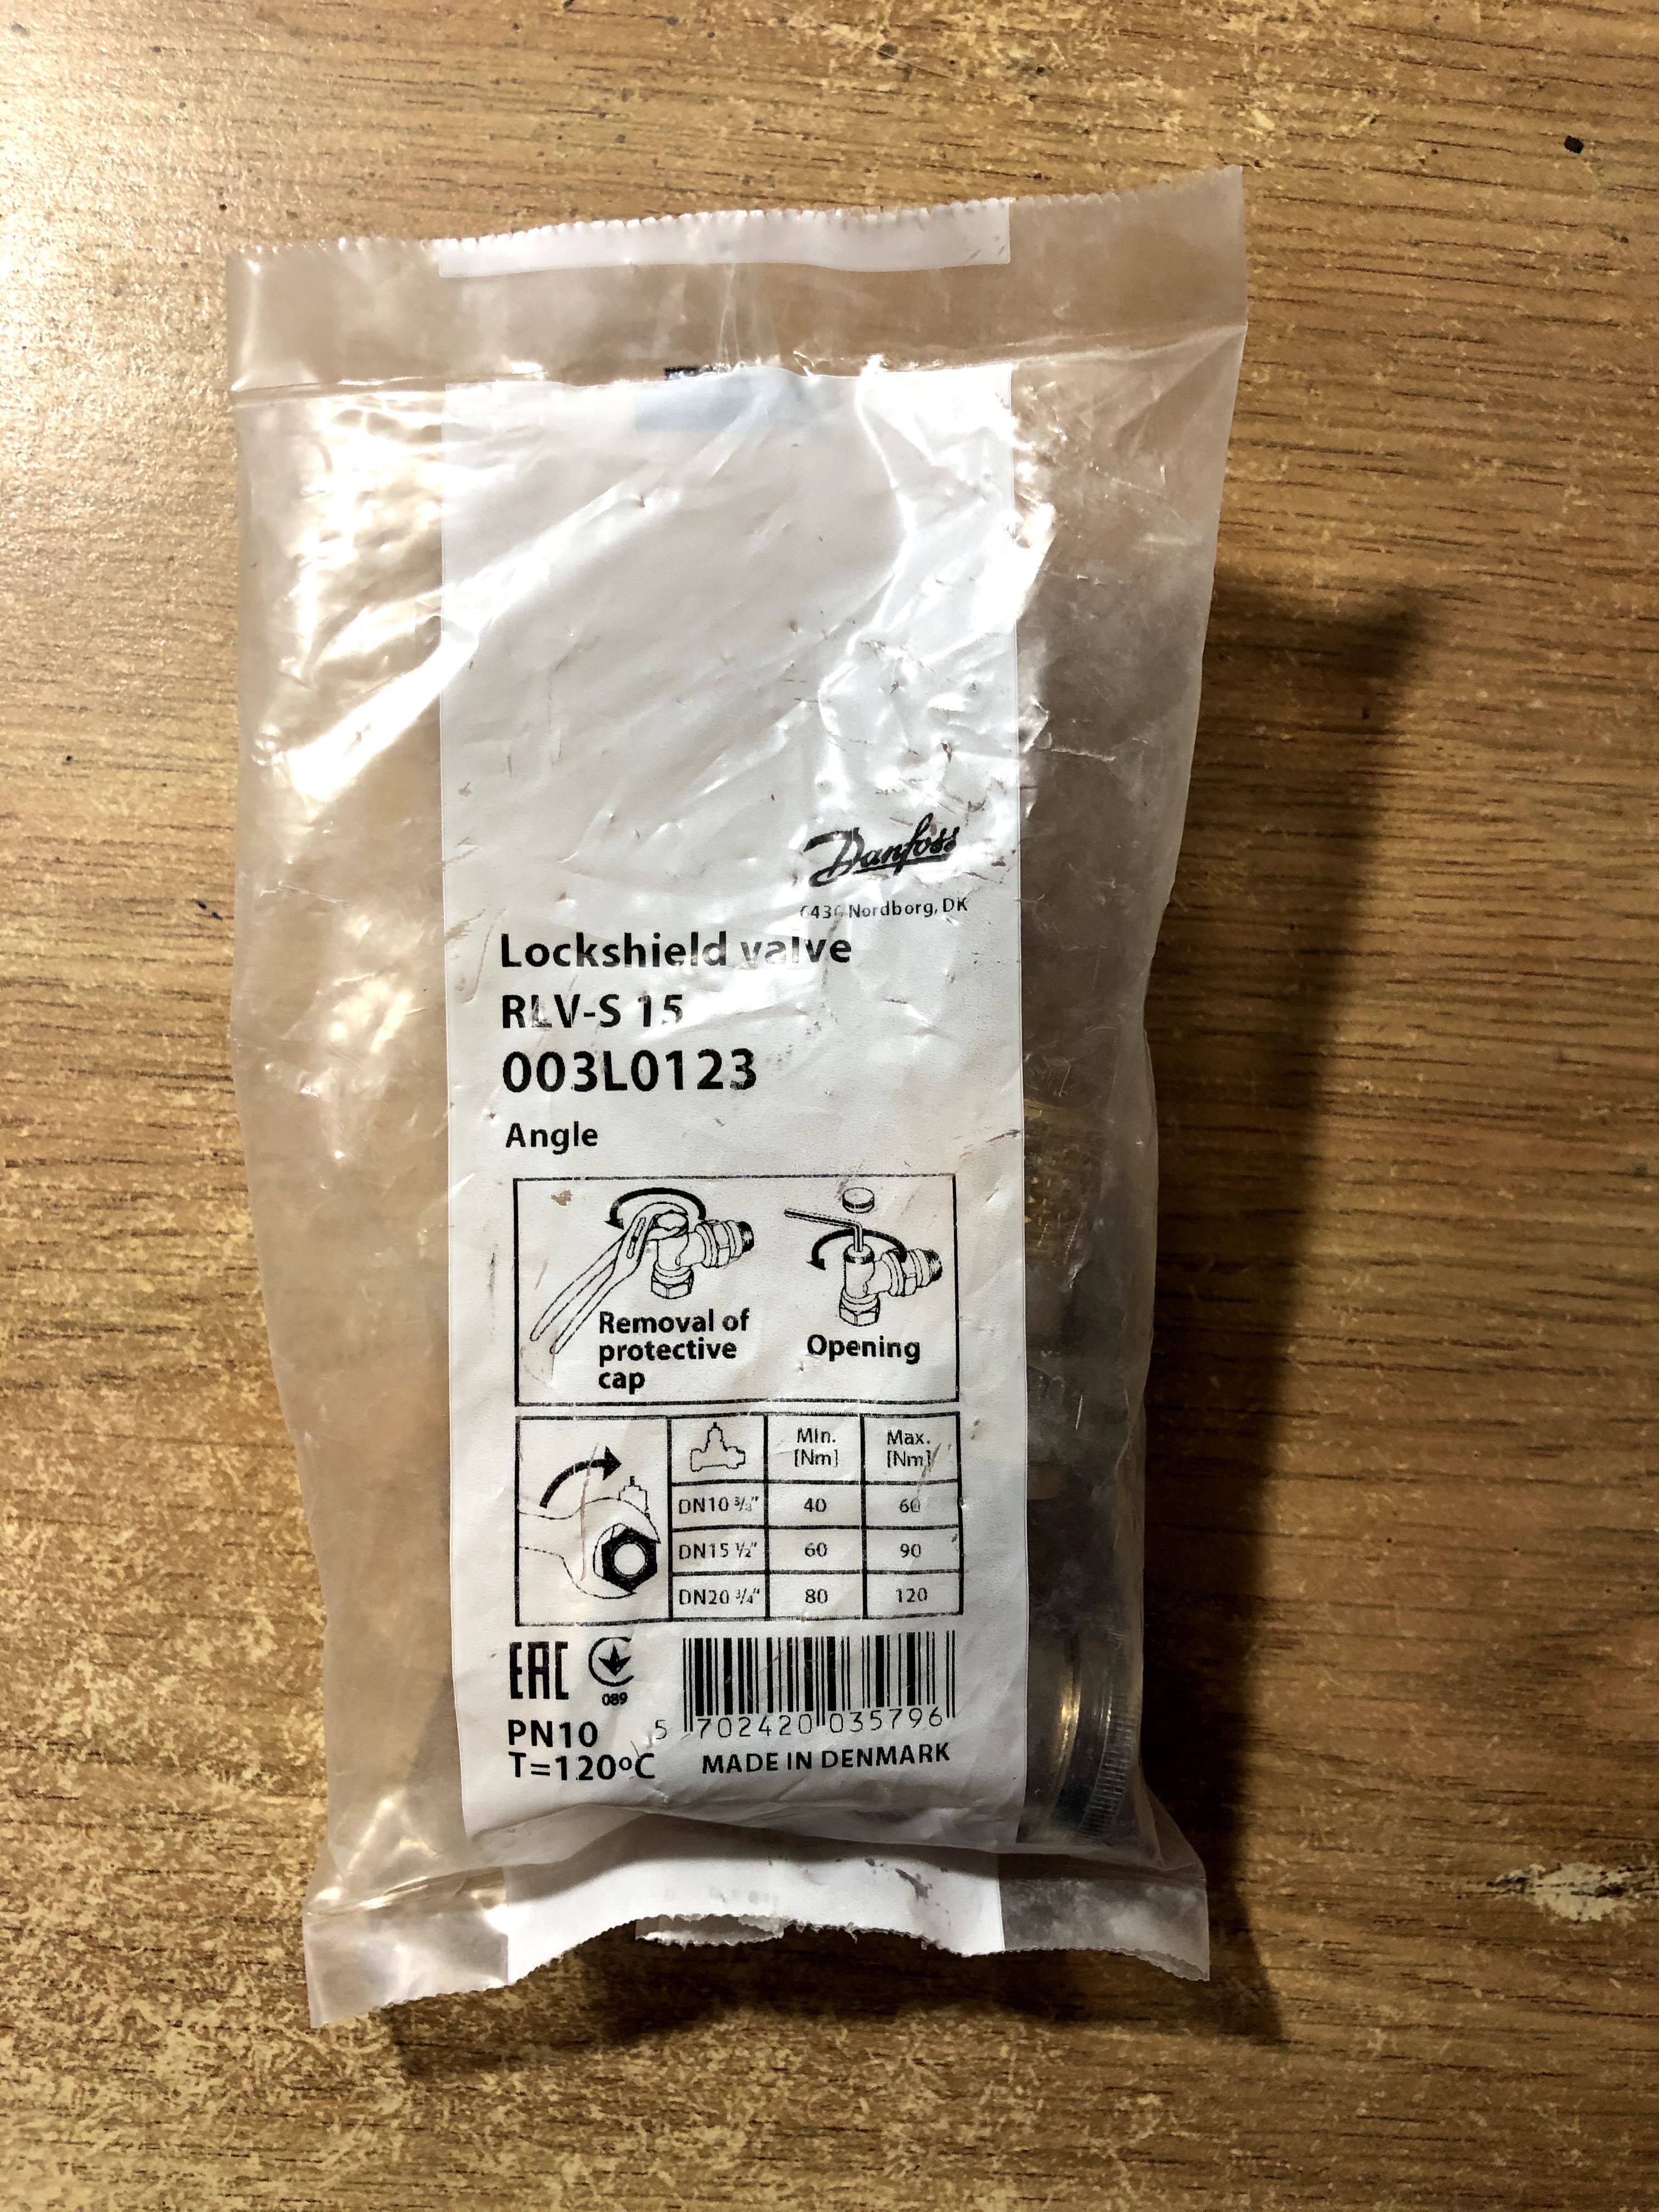 Danfoss
6430 Nordborg, DK
Lockshield valve
RLV-S 15
003L0123
Angle
Removal of
protective
cap
Opening
Min.
[Nm]
Max.
[Nm]
DN10 ⅜" 40 60
DN15 ½" 60 90
DN20 ¾" 80 120
EAC
089
PN10
T=120ºC
5 702420 035796
MADE IN DENMARK